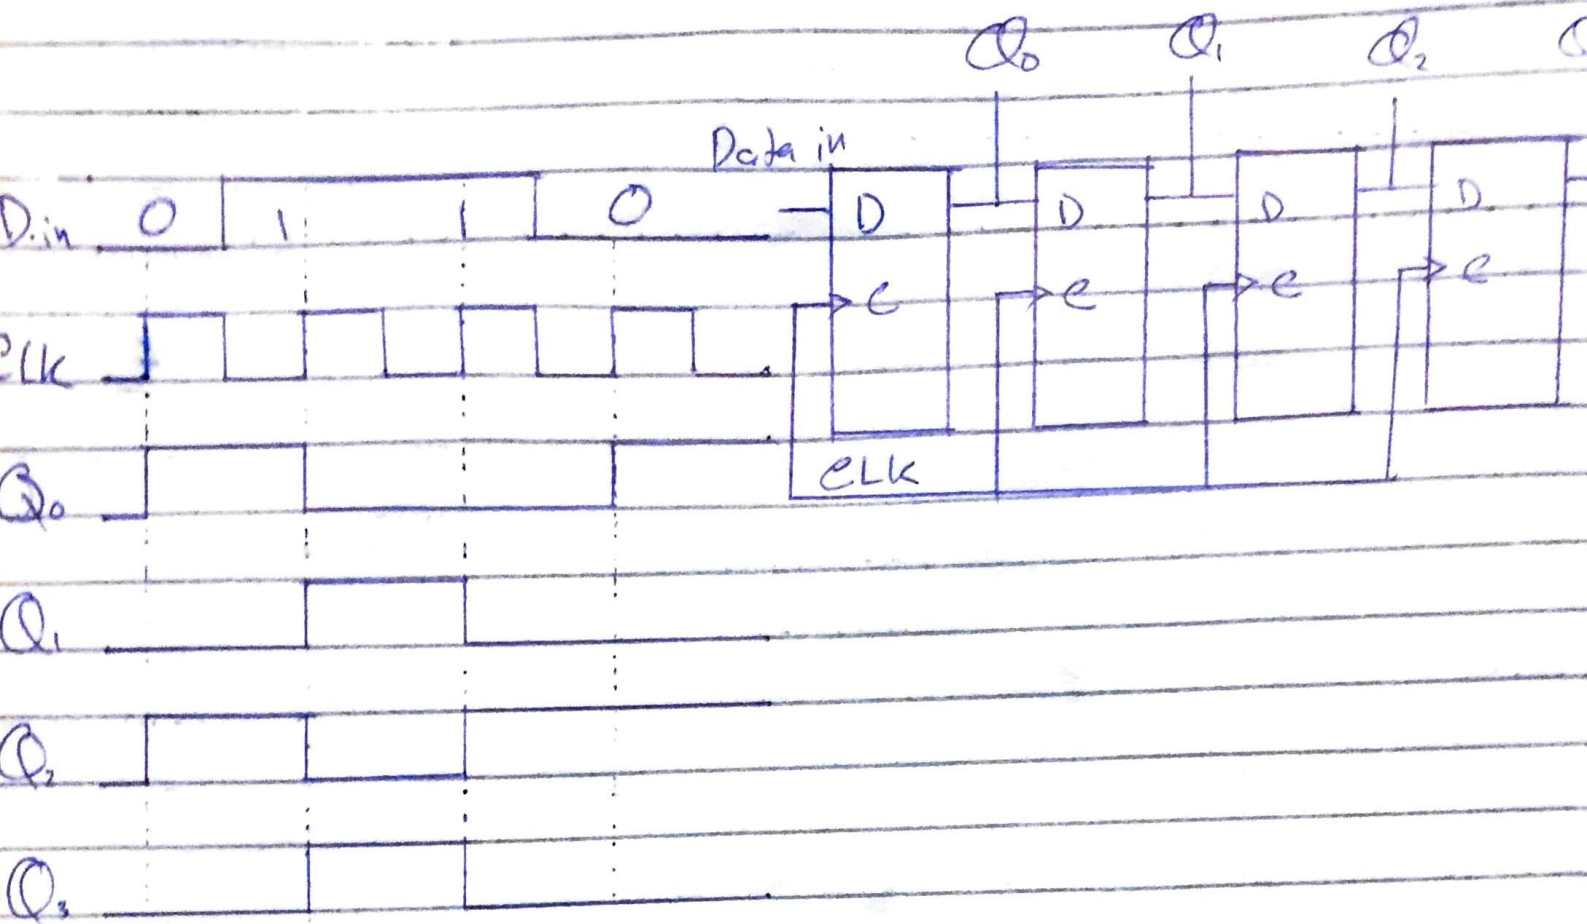 Q₀ Q₁ Q₂
Data in
D.in 0 1 1 0
D D D D
C C C C
CLK
Q₀
CLK
Q₁
Q₂
Q₃